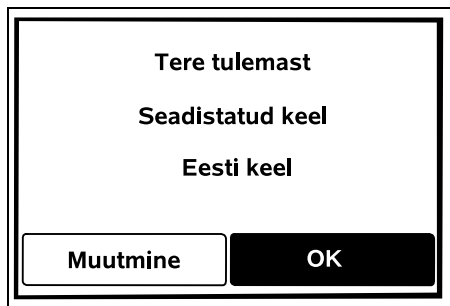 Tere tulemast
Seadistatud keel
Eesti keel
Muutmine
OK